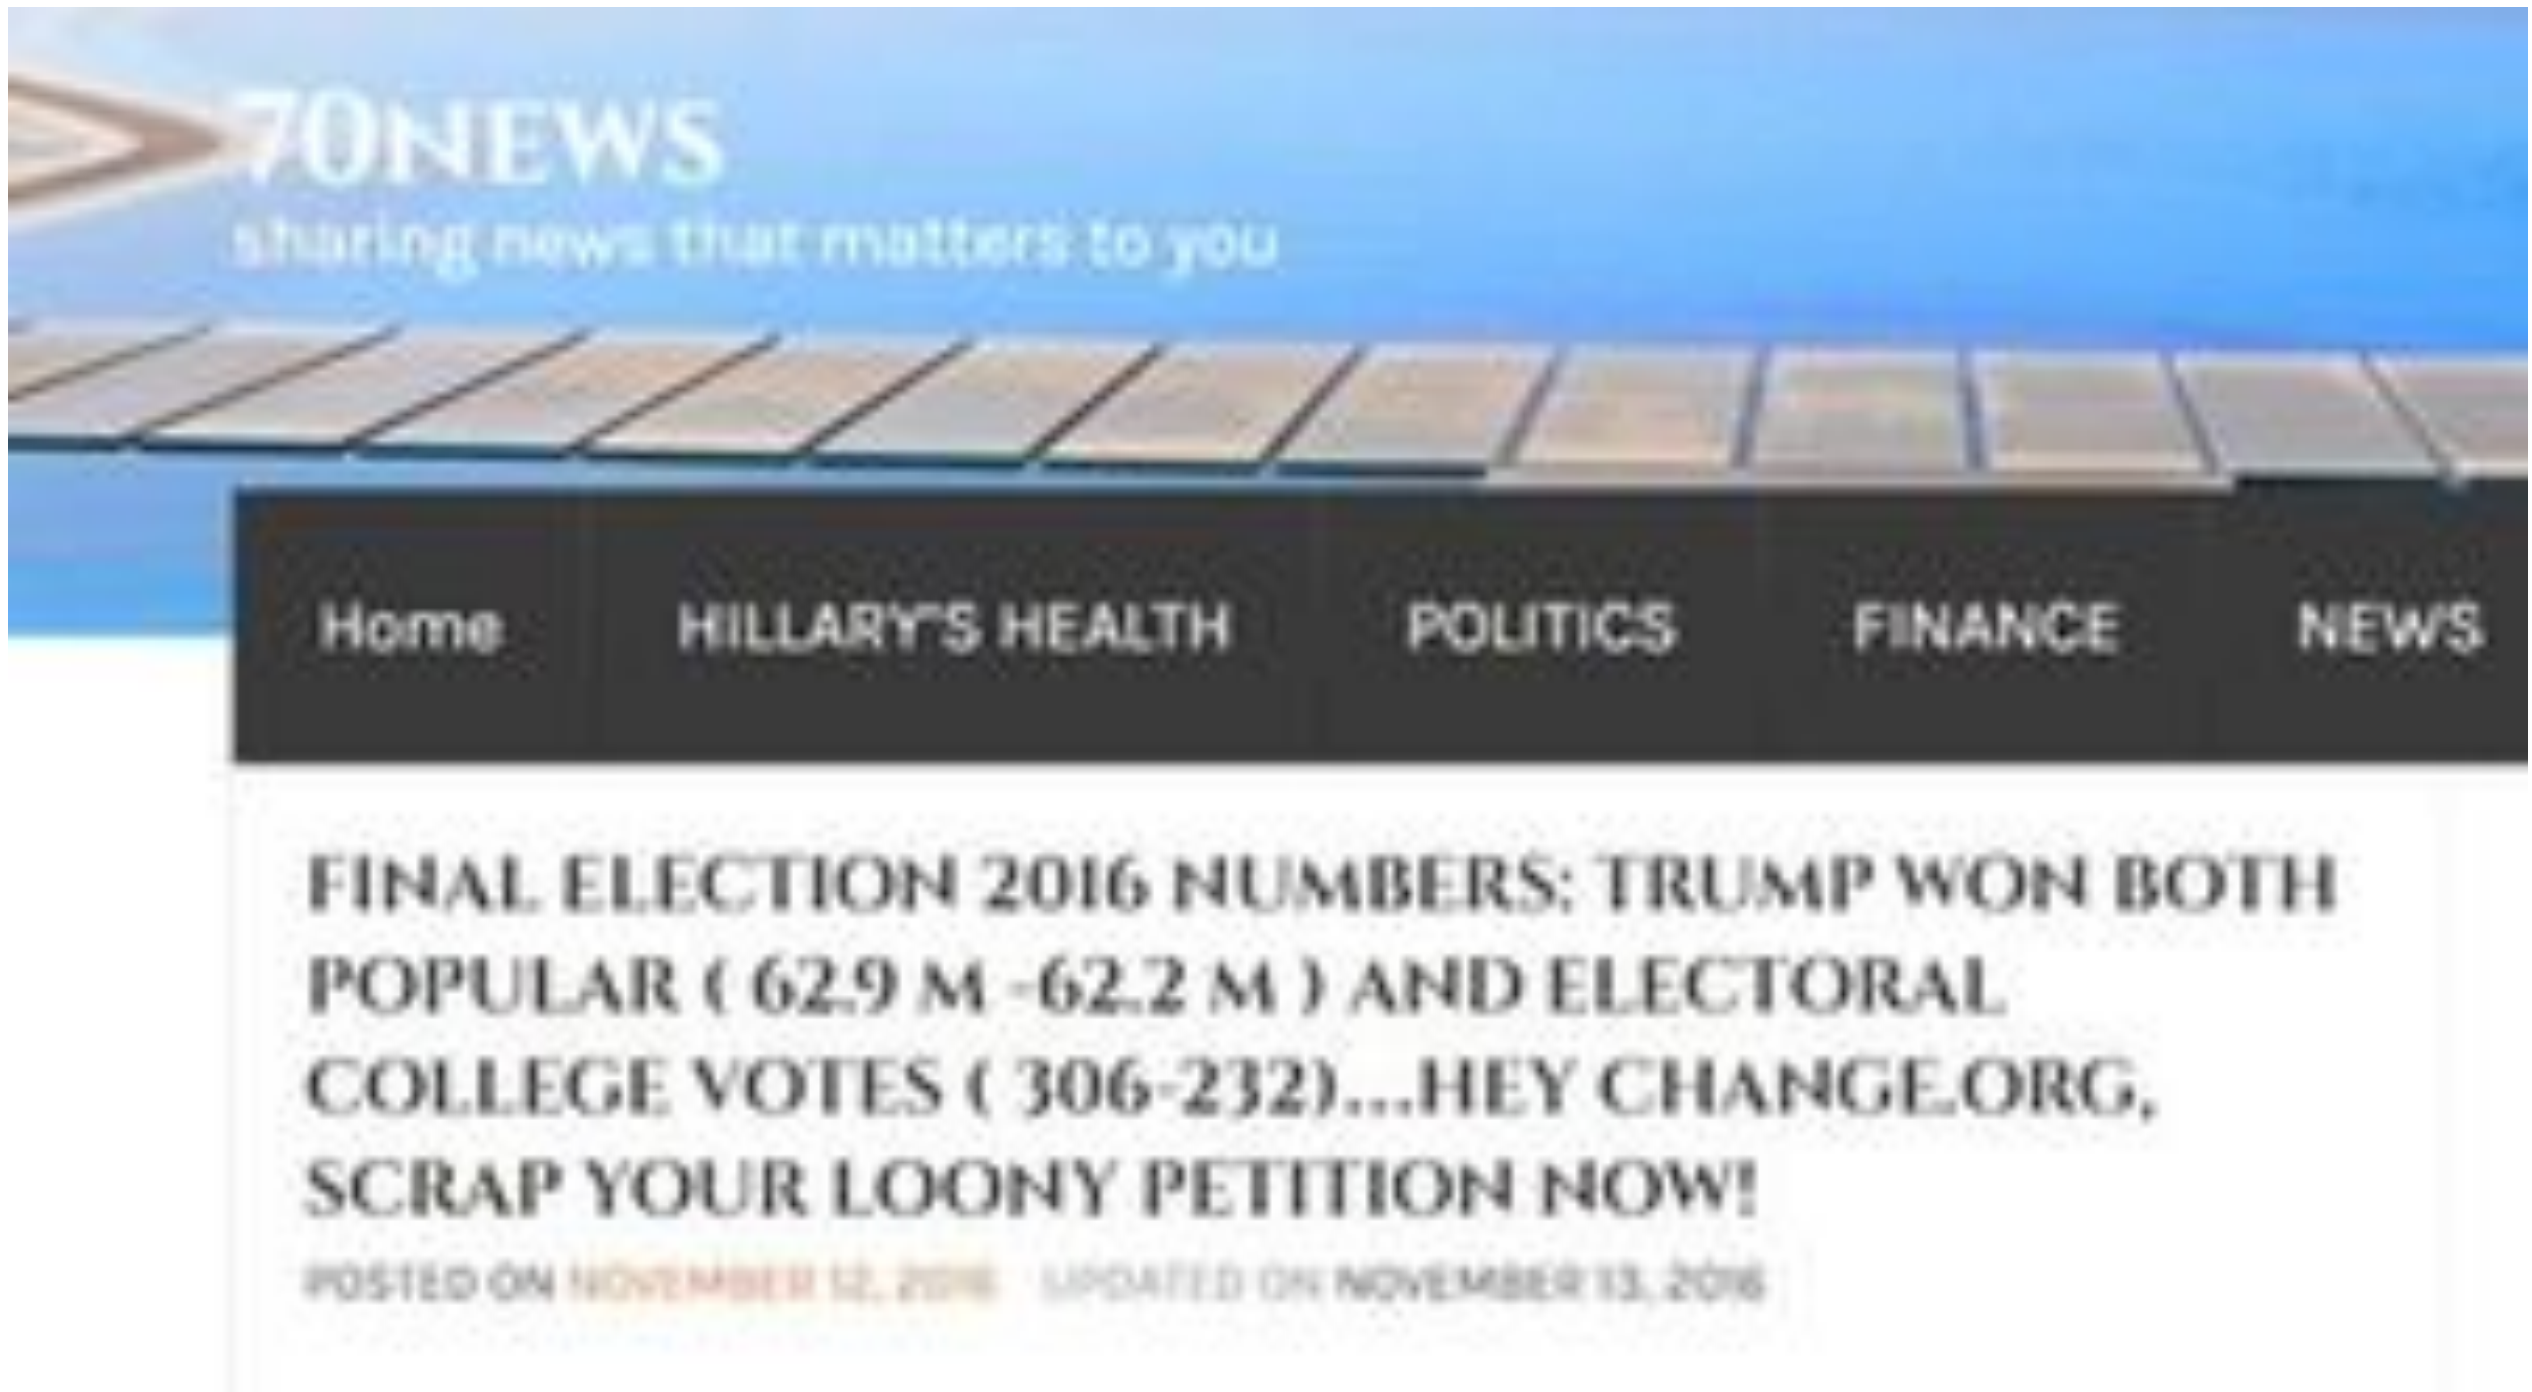 70NEWS
sharing news that matters to you
Home HILLARY'S HEALTH POLITICS FINANCE NEWS
FINAL ELECTION 2016 NUMBERS: TRUMP WON BOTH
POPULAR ( 62.9 M -62.2 M ) AND ELECTORAL
COLLEGE VOTES ( 306-232)...HEY CHANGE.ORG,
SCRAP YOUR LOONY PETITION NOW!
POSTED ON NOVEMBER 12, 2016 UPDATED ON NOVEMBER 13, 2016